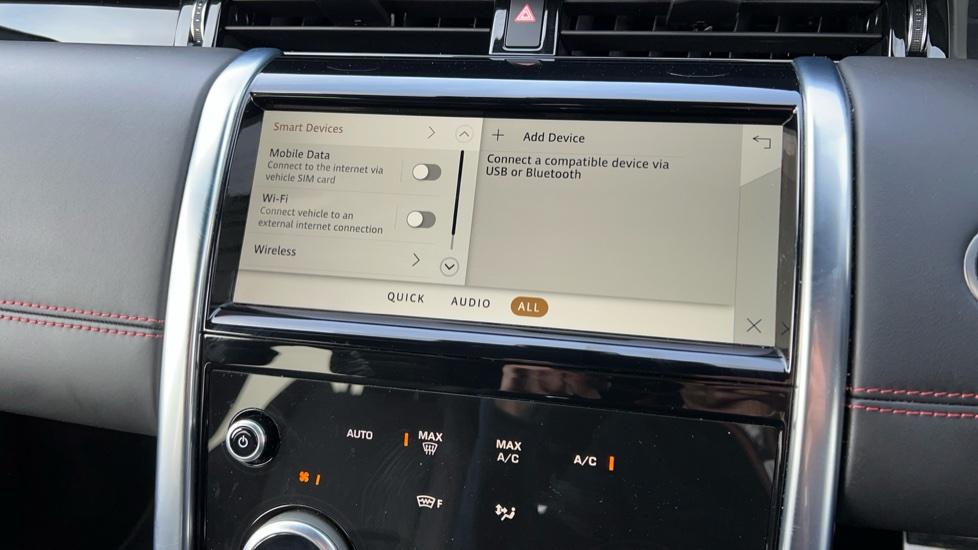 Smart Devices
Mobile Data
Connect to the internet via
vehicle SIM card
Wi-Fi
Connect vehicle to an
external internet connection
Wireless
Add Device
Connect a compatible device via
USB or Bluetooth
QUICK AUDIO ALL
AUTO
MAX
MAX
A/C
A/C
F